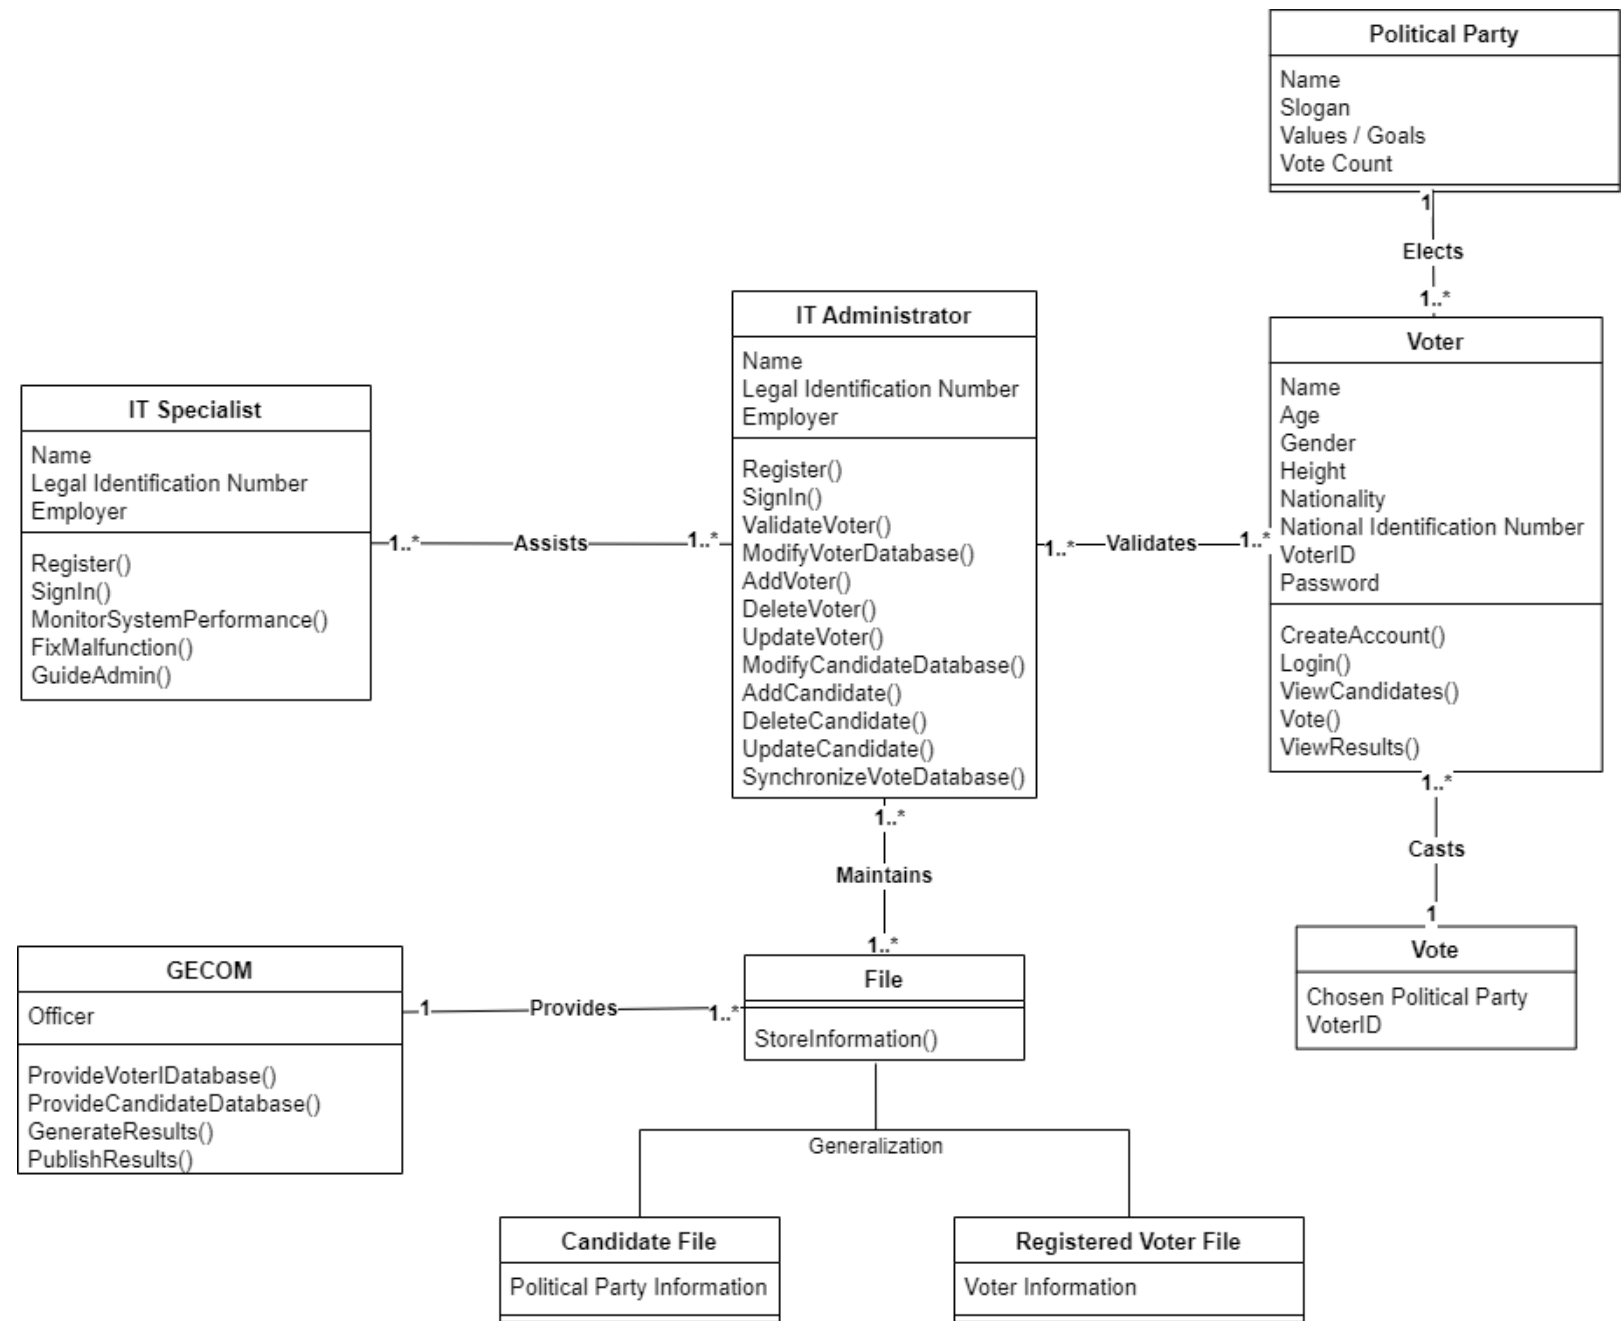 Political Party
Name
Slogan
Values / Goals
Vote Count
1
Elects
1..*
Voter
Name
Age
Gender
Height
Nationality
National Identification Number
VoterID
Password
CreateAccount()
Login()
ViewCandidates()
Vote()
ViewResults()
IT Administrator
Name
Legal Identification Number
Employer
Register()
SignIn()
ValidateVoter()
ModifyVoterDatabase()
AddVoter()
DeleteVoter()
UpdateVoter()
ModifyCandidateDatabase()
AddCandidate()
DeleteCandidate()
UpdateCandidate()
SynchronizeVoteDatabase()
IT Specialist
Name
Legal Identification Number
Employer
Register()
SignIn()
MonitorSystemPerformance()
FixMalfunction()
GuideAdmin()
1..* Assists 1..*
1..* Validates 1..*
1..*
Casts
1
Vote
Chosen Political Party
VoterID
1..*
Maintains
1..*
File
StoreInformation()
GECOM
Officer
ProvideVoterIDatabase()
ProvideCandidateDatabase()
GenerateResults()
PublishResults()
1 Provides 1..*
Generalization
Candidate File
Political Party Information
Registered Voter File
Voter Information